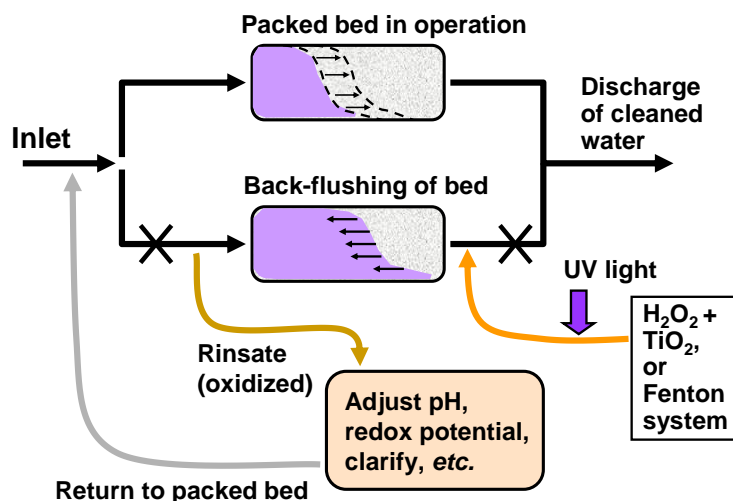 Packed bed in operation
Discharge
of cleaned
water
Inlet
Back-flushing of bed
UV light
H₂O₂ +
TiO₂,
or
Fenton
system
Rinsate
(oxidized)
Adjust pH,
redox potential,
clarify, etc.
Return to packed bed